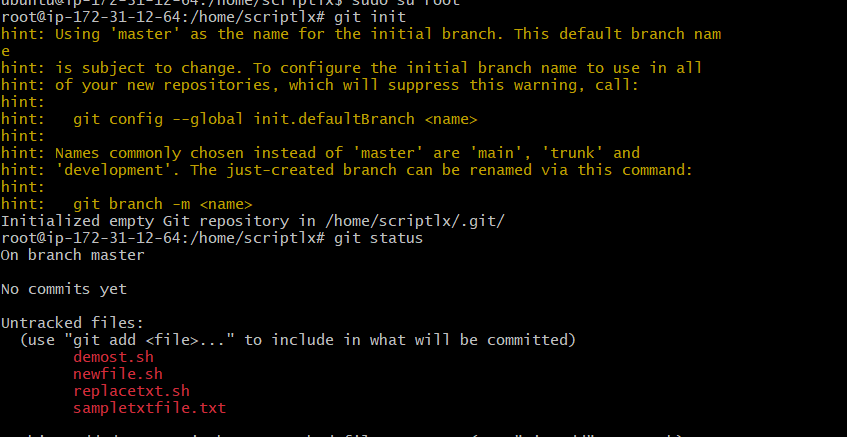 ubuntu@ip-172-31-12-64:/home/scriptlx$ sudo su root
root@ip-172-31-12-64:/home/scriptlx# git init
hint: Using 'master' as the name for the initial branch. This default branch nam
e
hint: is subject to change. To configure the initial branch name to use in all
hint: of your new repositories, which will suppress this warning, call:
hint:
hint:   git config --global init.defaultBranch <name>
hint:
hint: Names commonly chosen instead of 'master' are 'main', 'trunk' and
hint: 'development'. The just-created branch can be renamed via this command:
hint:
hint:   git branch -m <name>
Initialized empty Git repository in /home/scriptlx/.git/
root@ip-172-31-12-64:/home/scriptlx# git status
On branch master

No commits yet

Untracked files:
  (use "git add <file>..." to include in what will be committed)
        demost.sh
        newfile.sh
        replacetxt.sh
        sampletxtfile.txt